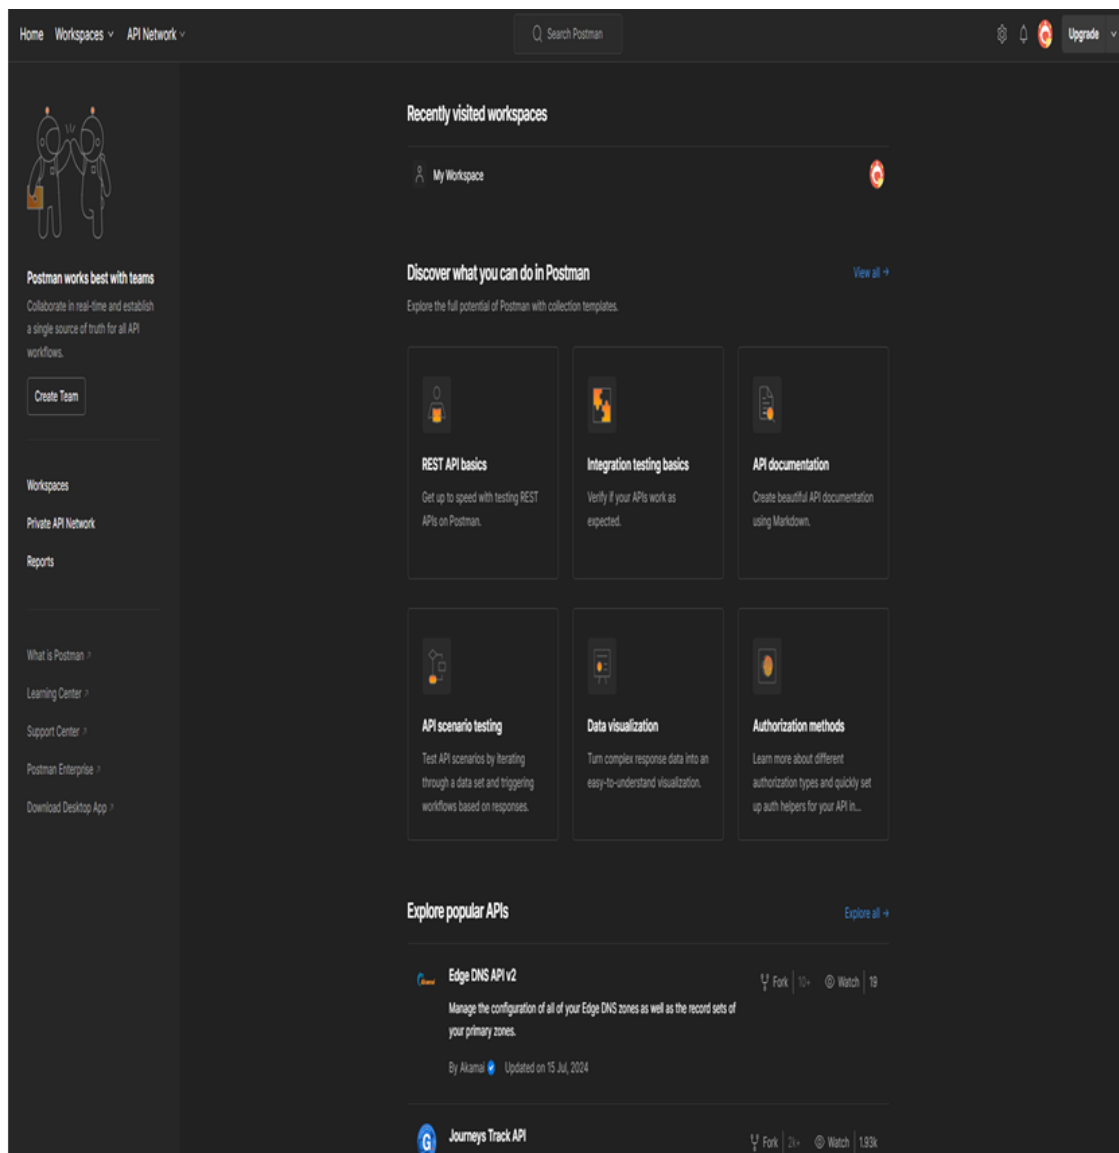 Home Workspaces API Network Search Postman Upgrade
Postman works best with teams
Collaborate in real-time and establish
a single source of truth for all API
workflows.
Create Team
Workspaces
Private API Network
Reports
What is Postman
Learning Center
Support Center
Postman Enterprise
Download Desktop App
Recently visited workspaces
My Workspace
Discover what you can do in Postman View all →
Explore the full potential of Postman with collection templates.
REST API basics
Get up to speed with testing REST
APIs on Postman.
Integration testing basics
Verify if your APIs work as
expected.
API documentation
Create beautiful API documentation
using Markdown.
API scenario testing
Test API scenarios by iterating
through a data set and triggering
workflows based on responses.
Data visualization
Turn complex response data into an
easy-to-understand visualization.
Authorization methods
Learn more about different
authorization types and quickly set
up auth helpers for your API in...
Explore popular APIs Explore all →
Akamai
Edge DNS API v2 Fork 10+ Watch 19
Manage the configuration of all of your Edge DNS zones as well as the record sets of
your primary zones.
By Akamai Updated on 15 Jul, 2024
G
Journeys Track API Fork 2k+ Watch 1.93k